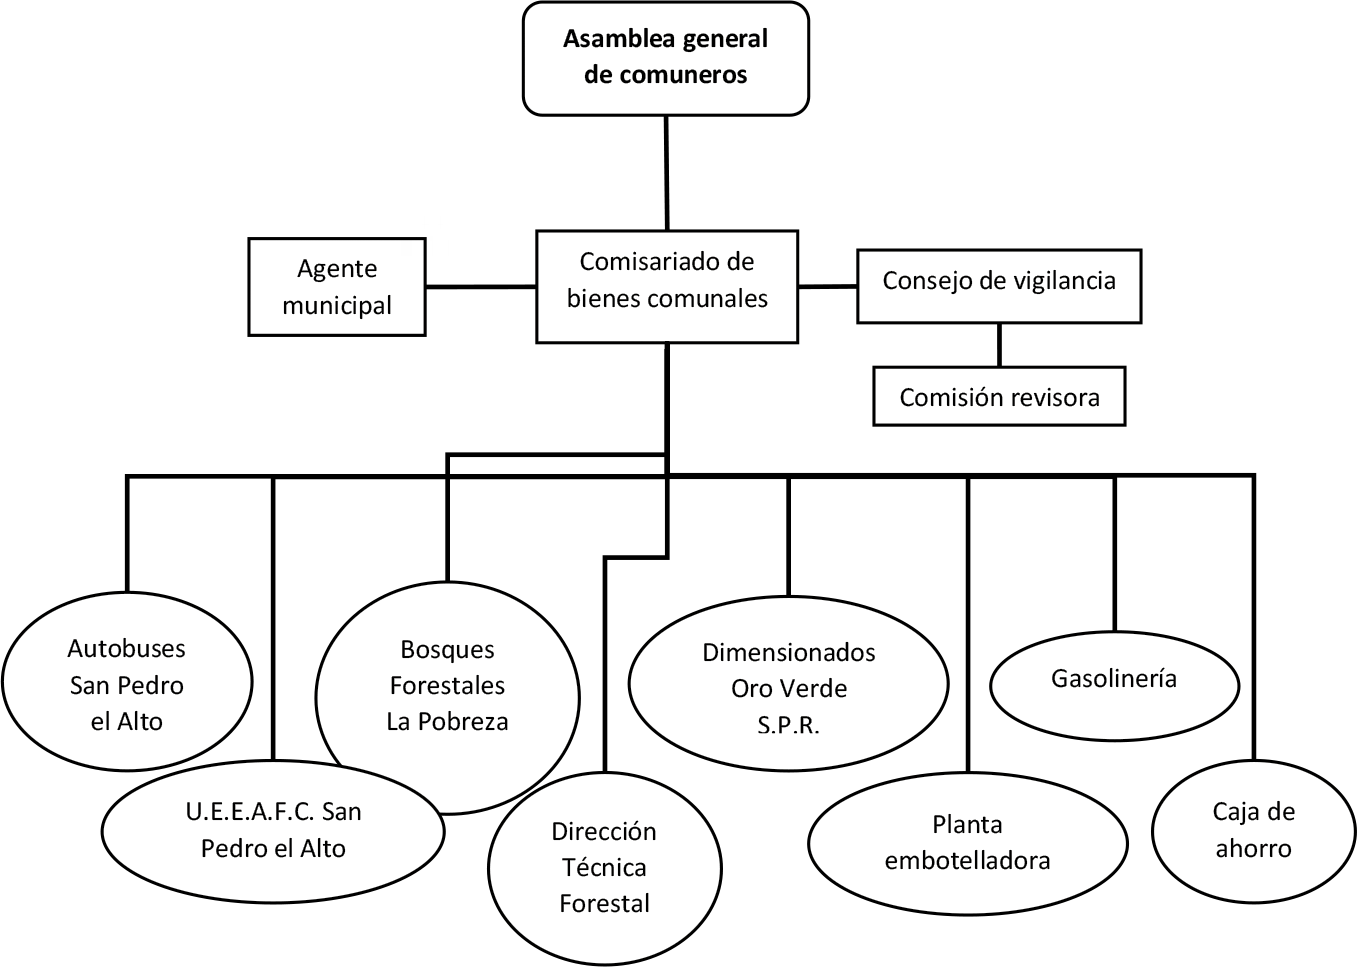 Asamblea general
de comuneros
Agente
municipal
Comisariado de
bienes comunales
Consejo de vigilancia
Comisión revisora
Autobuses
San Pedro
el Alto
U.E.E.A.F.C. San
Pedro el Alto
Bosques
Forestales
La Pobreza
Dirección
Técnica
Forestal
Dimensionados
Oro Verde
S.P.R.
Planta
embotelladora
Gasolinería
Caja de
ahorro